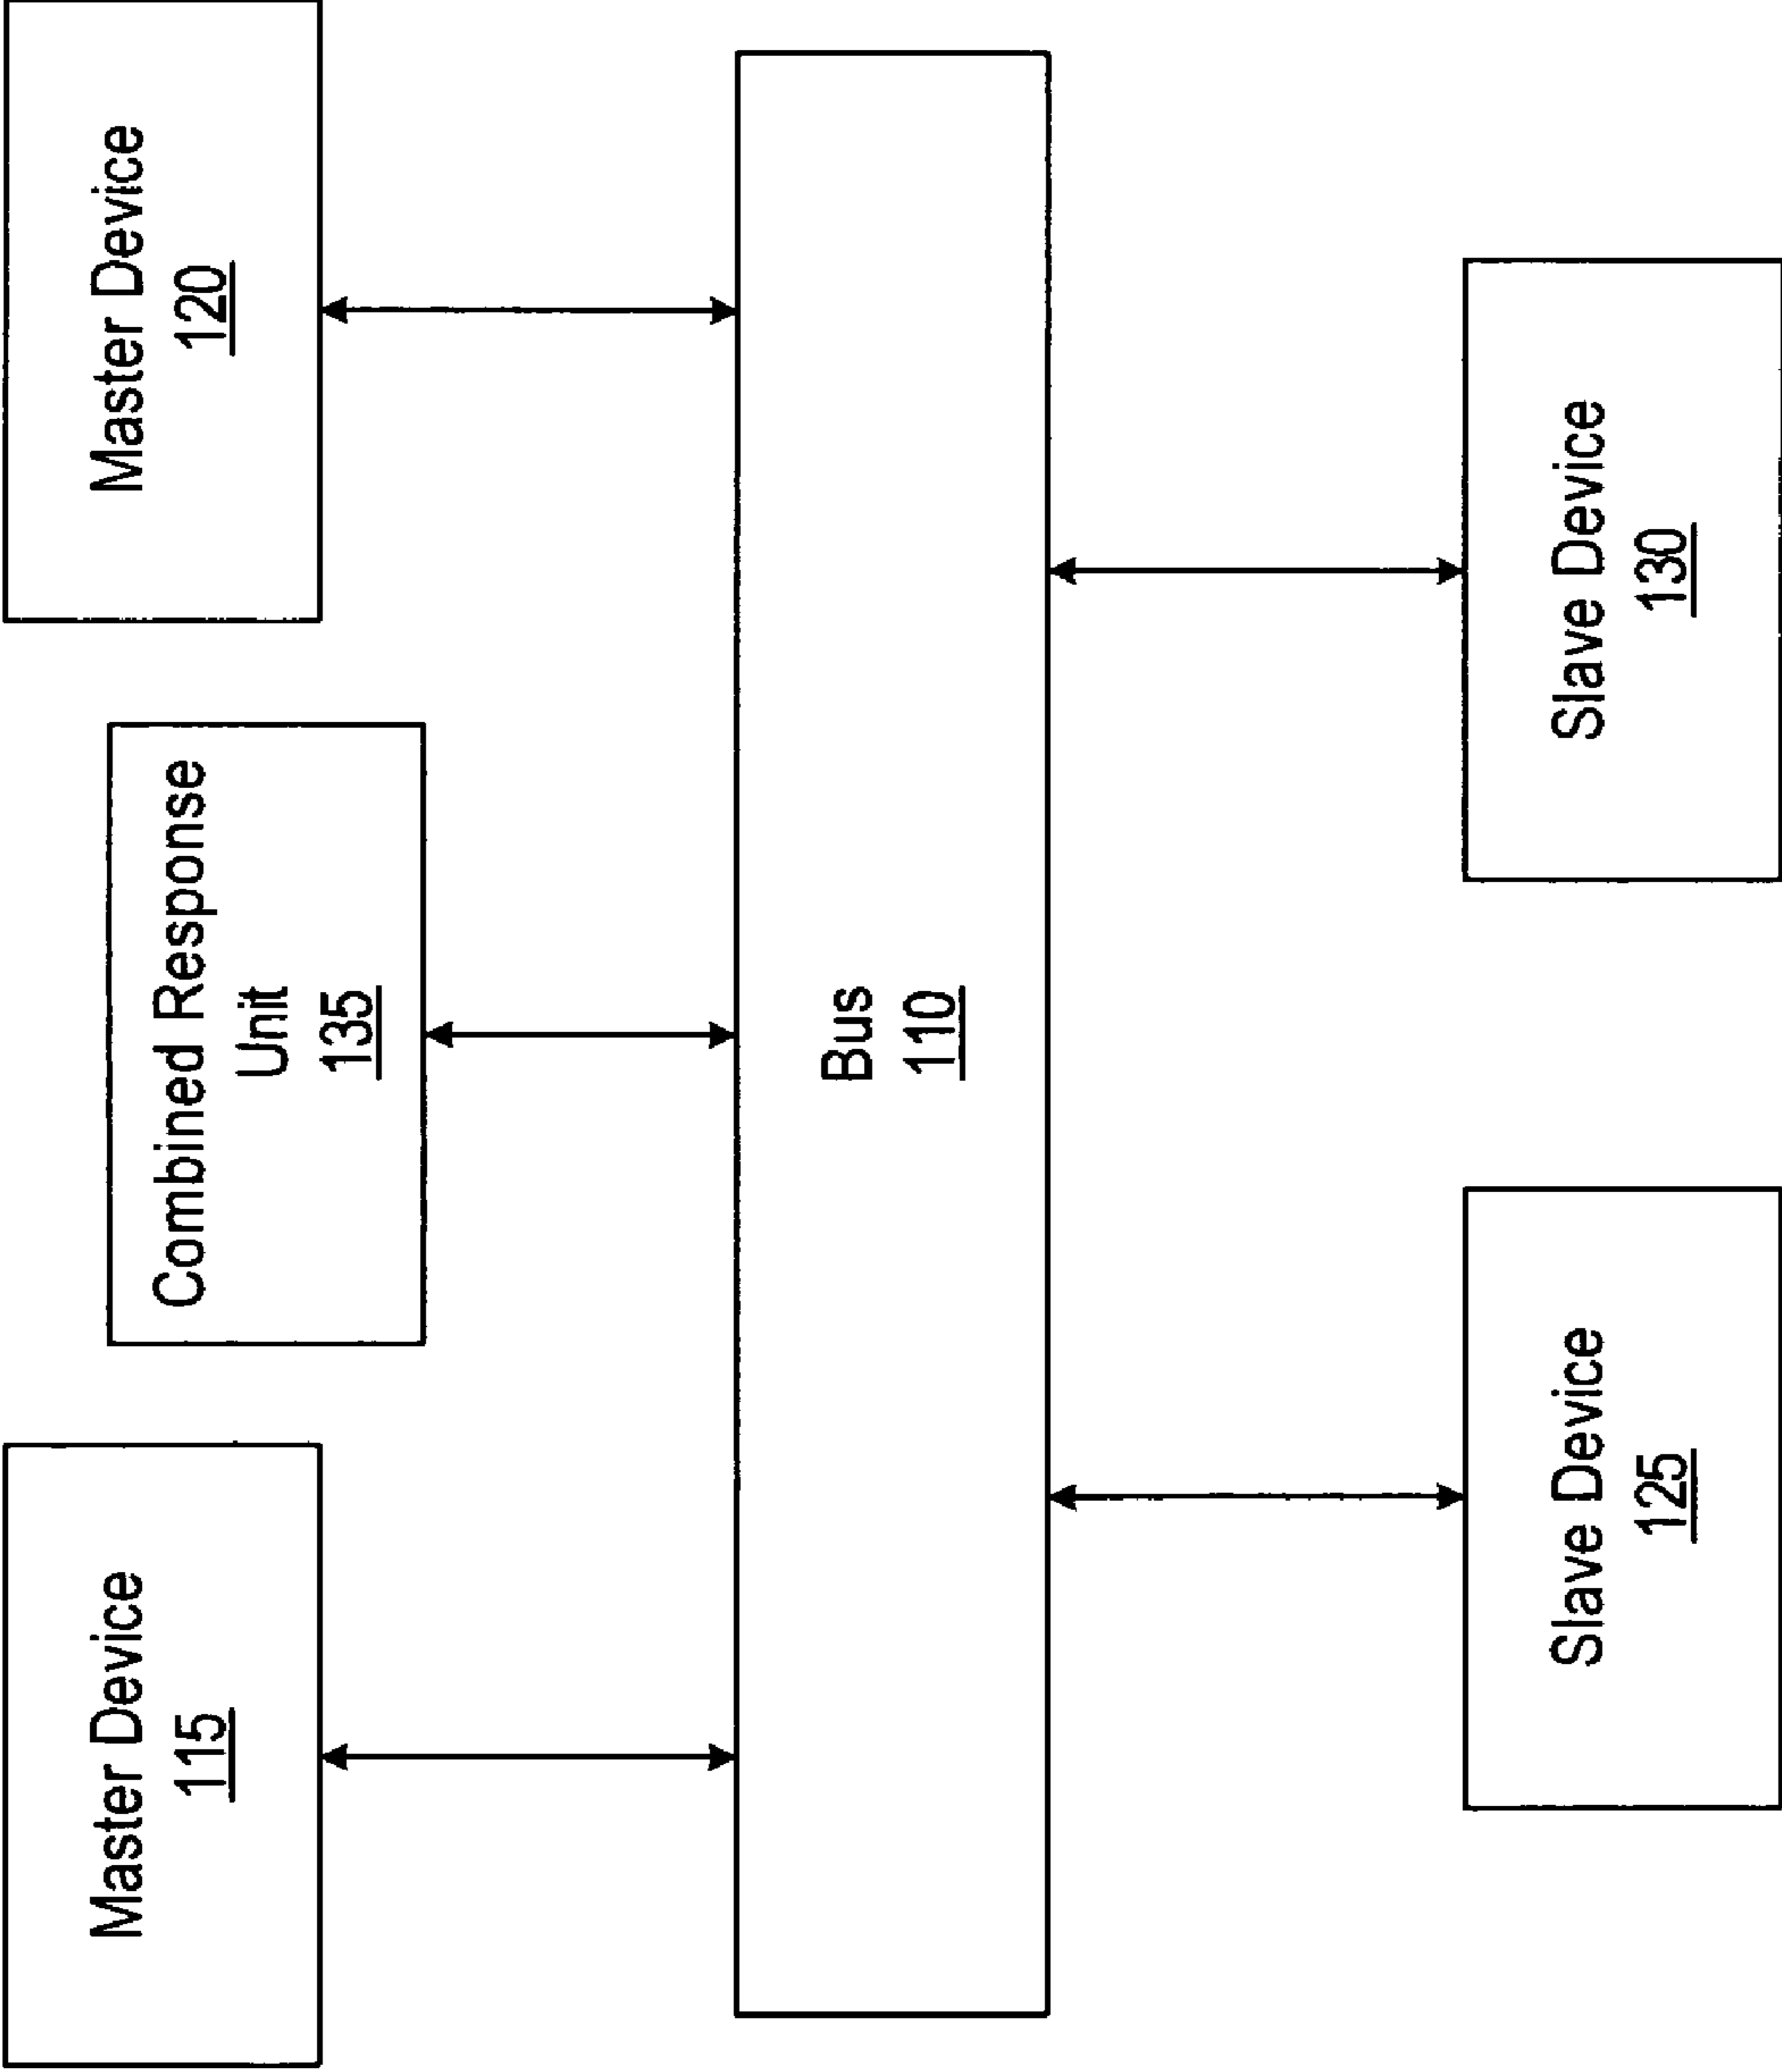 Master Device
115
Combined Response
Unit
135
Master Device
120
Bus
110
Slave Device
125
Slave Device
130